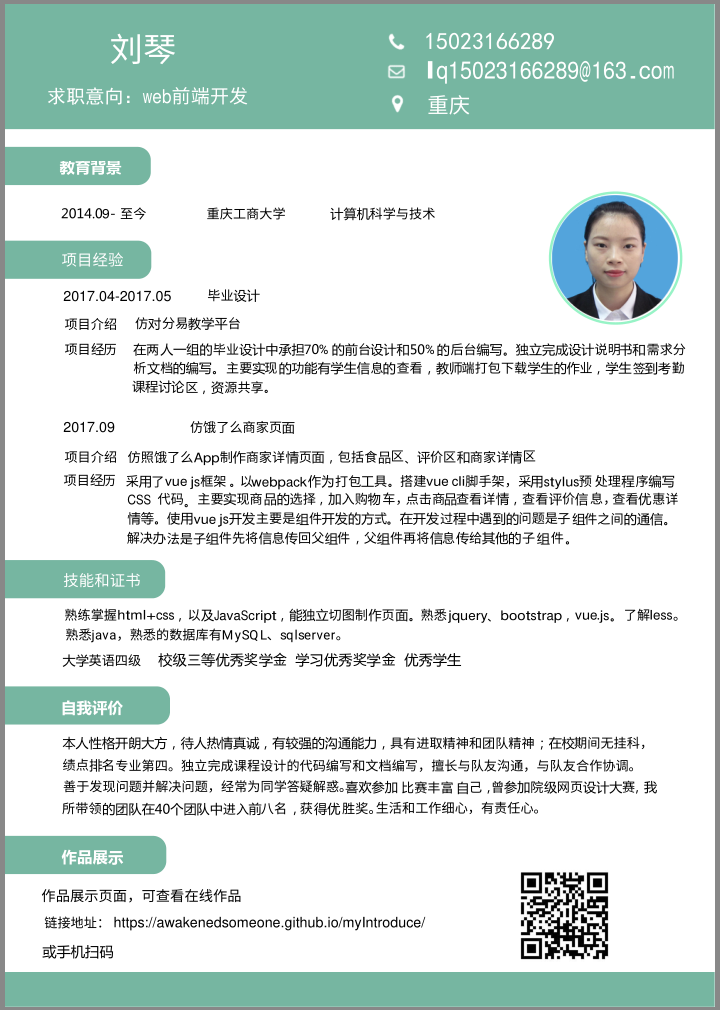 刘琴
求职意向：web前端开发
15023166289
lq15023166289@163.com
重庆
教育背景
2014.09- 至今 重庆工商大学 计算机科学与技术
项目经验
2017.04-2017.05 毕业设计
项目介绍 仿对分易教学平台
项目经历 在两人一组的毕业设计中承担70%的前台设计和50%的后台编写。独立完成设计说明书和需求分
析文档的编写。主要实现的功能有学生信息的查看，教师端打包下载学生的作业，学生签到考勤
课程讨论区，资源共享。
2017.09 仿饿了么商家页面
项目介绍 仿照饿了么App制作商家详情页面，包括食品区、评价区和商家详情区
项目经历 采用了vue js框架 。以webpack作为打包工具。搭建vue cli脚手架，采用stylus预 处理程序编写
CSS 代码。主要实现商品的选择，加入购物车，点击商品查看详情，查看评价信息，查看优惠详
情等。使用vue js开发主要是组件开发的方式。在开发过程中遇到的问题是子组件之间的通信。
解决办法是子组件先将信息传回父组件，父组件再将信息传给其他的子组件。
技能和证书
熟练掌握html+css，以及JavaScript，能独立切图制作页面。熟悉jquery、bootstrap，vue.js。了解less。
熟悉java，熟悉的数据库有MySQL、sqlserver。
大学英语四级 校级三等优秀奖学金 学习优秀奖学金 优秀学生
自我评价
本人性格开朗大方，待人热情真诚，有较强的沟通能力，具有进取精神和团队精神；在校期间无挂科，
绩点排名专业第四。独立完成课程设计的代码编写和文档编写，擅长与队友沟通，与队友合作协调。
善于发现问题并解决问题，经常为同学答疑解惑。喜欢参加 比赛丰富自己 ,曾参加院级网页设计大赛, 我
所带领的团队在40个团队中进入前八名 , 获得优胜奖。生活和工作细心，有责任心。
作品展示
作品展示页面，可查看在线作品
链接地址： https://awakenedsomeone.github.io/myIntroduce/
或手机扫码